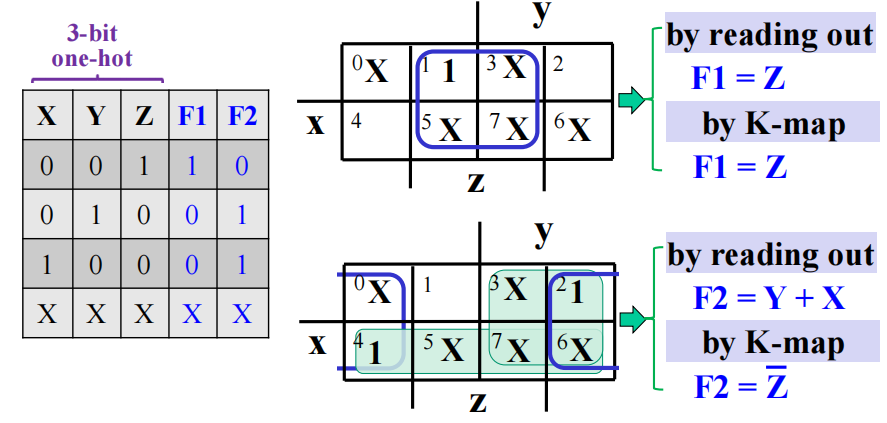 3-bit
one-hot
X Y Z F1 F2
0 0 1 1 0
0 1 0 0 1
1 0 0 0 1
X X X X X
y
0 X 1 1 3 X 2
x 4 5 X 7 X 6 X
z
by reading out
F1 = Z
by K-map
F1 = Z
y
0 X 1 3 X 2 1
x 4 1 5 X 7 X 6 X
z
by reading out
F2 = Y + X
by K-map
F2 = Z̅